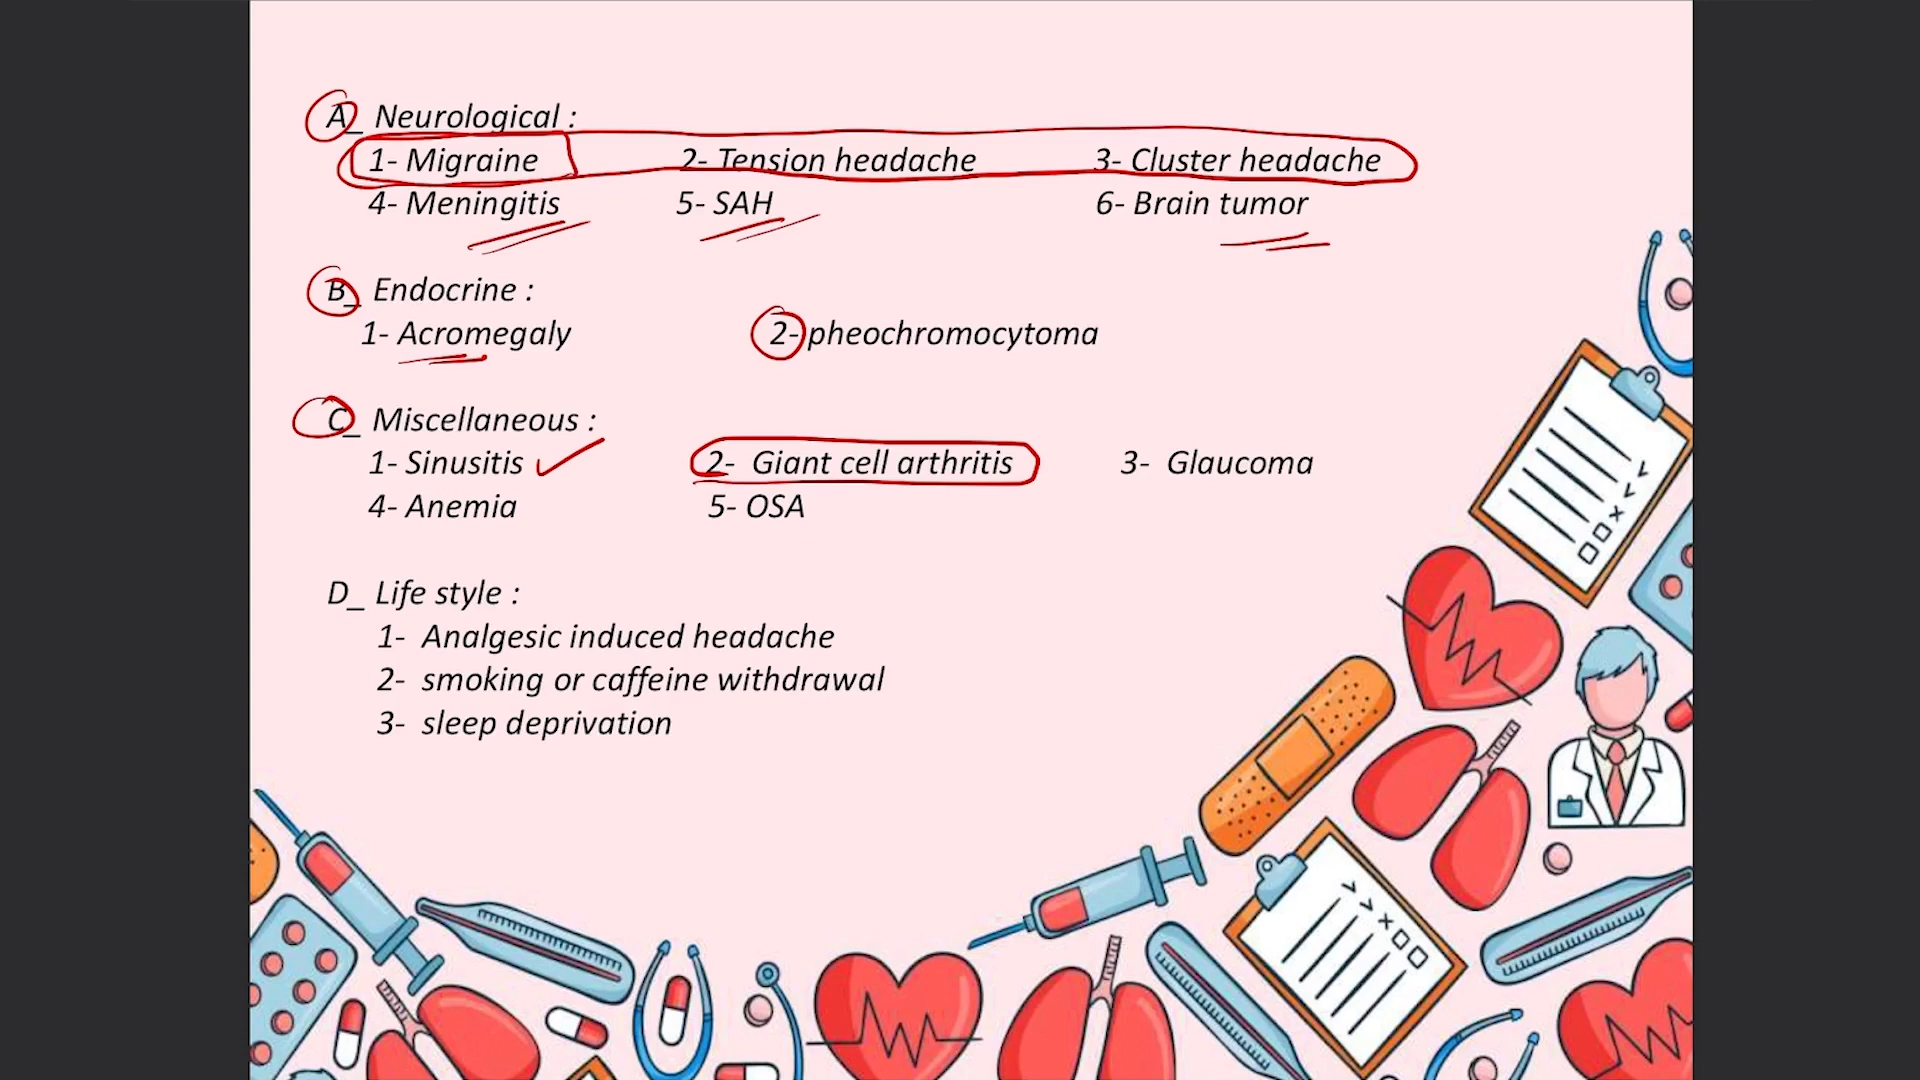 A_ Neurological :
1- Migraine 2- Tension headache 3- Cluster headache
4- Meningitis 5- SAH 6- Brain tumor
B_ Endocrine :
1- Acromegaly 2- pheochromocytoma
C_ Miscellaneous :
1- Sinusitis 2- Giant cell arthritis 3- Glaucoma
4- Anemia 5- OSA
D_ Life style :
1- Analgesic induced headache
2- smoking or caffeine withdrawal
3- sleep deprivation